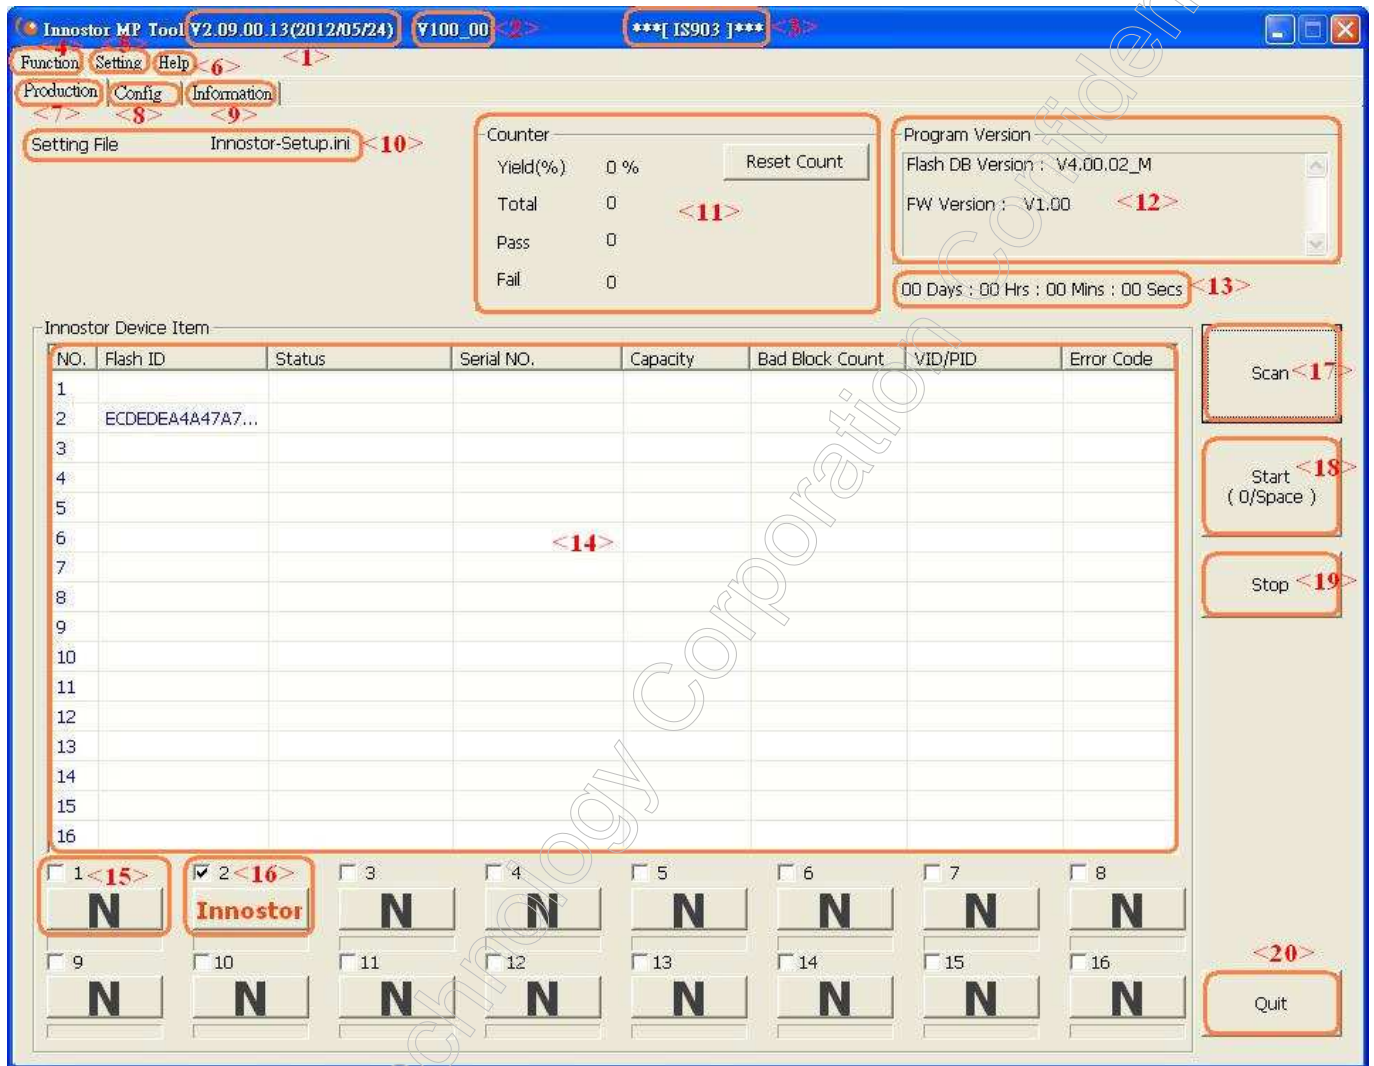 Innostor MP Tool V2.09.00.13(2012/05/24) V100_00 <2> ***[ IS903 ]*** <3>
<4> <5>
Function Setting Help <6> <1>
Production Config Information
<7> <8> <9>
Setting File Innostor-Setup.ini <10>
Counter
Yield(%) 0 % Reset Count
Total 0 <11>
Pass 0
Fail 0
Program Version
Flash DB Version : V4.00.02_M
FW Version : V1.00 <12>
00 Days : 00 Hrs : 00 Mins : 00 Secs <13>
Innostor Device Item
NO. Flash ID Status Serial NO. Capacity Bad Block Count VID/PID Error Code
1
2 ECDEDEA4A47A7...
3
4
5
6 <14>
7
8
9
10
11
12
13
14
15
16
Scan <17>
Start <18>
( 0/Space )
Stop <19>
1 <15> 2 <16> 3 4 5 6 7 8
N Innostor N N N N N N
9 10 11 12 13 14 15 16
N N N N N N N N
<20>
Quit
Technology Corporation Confiden